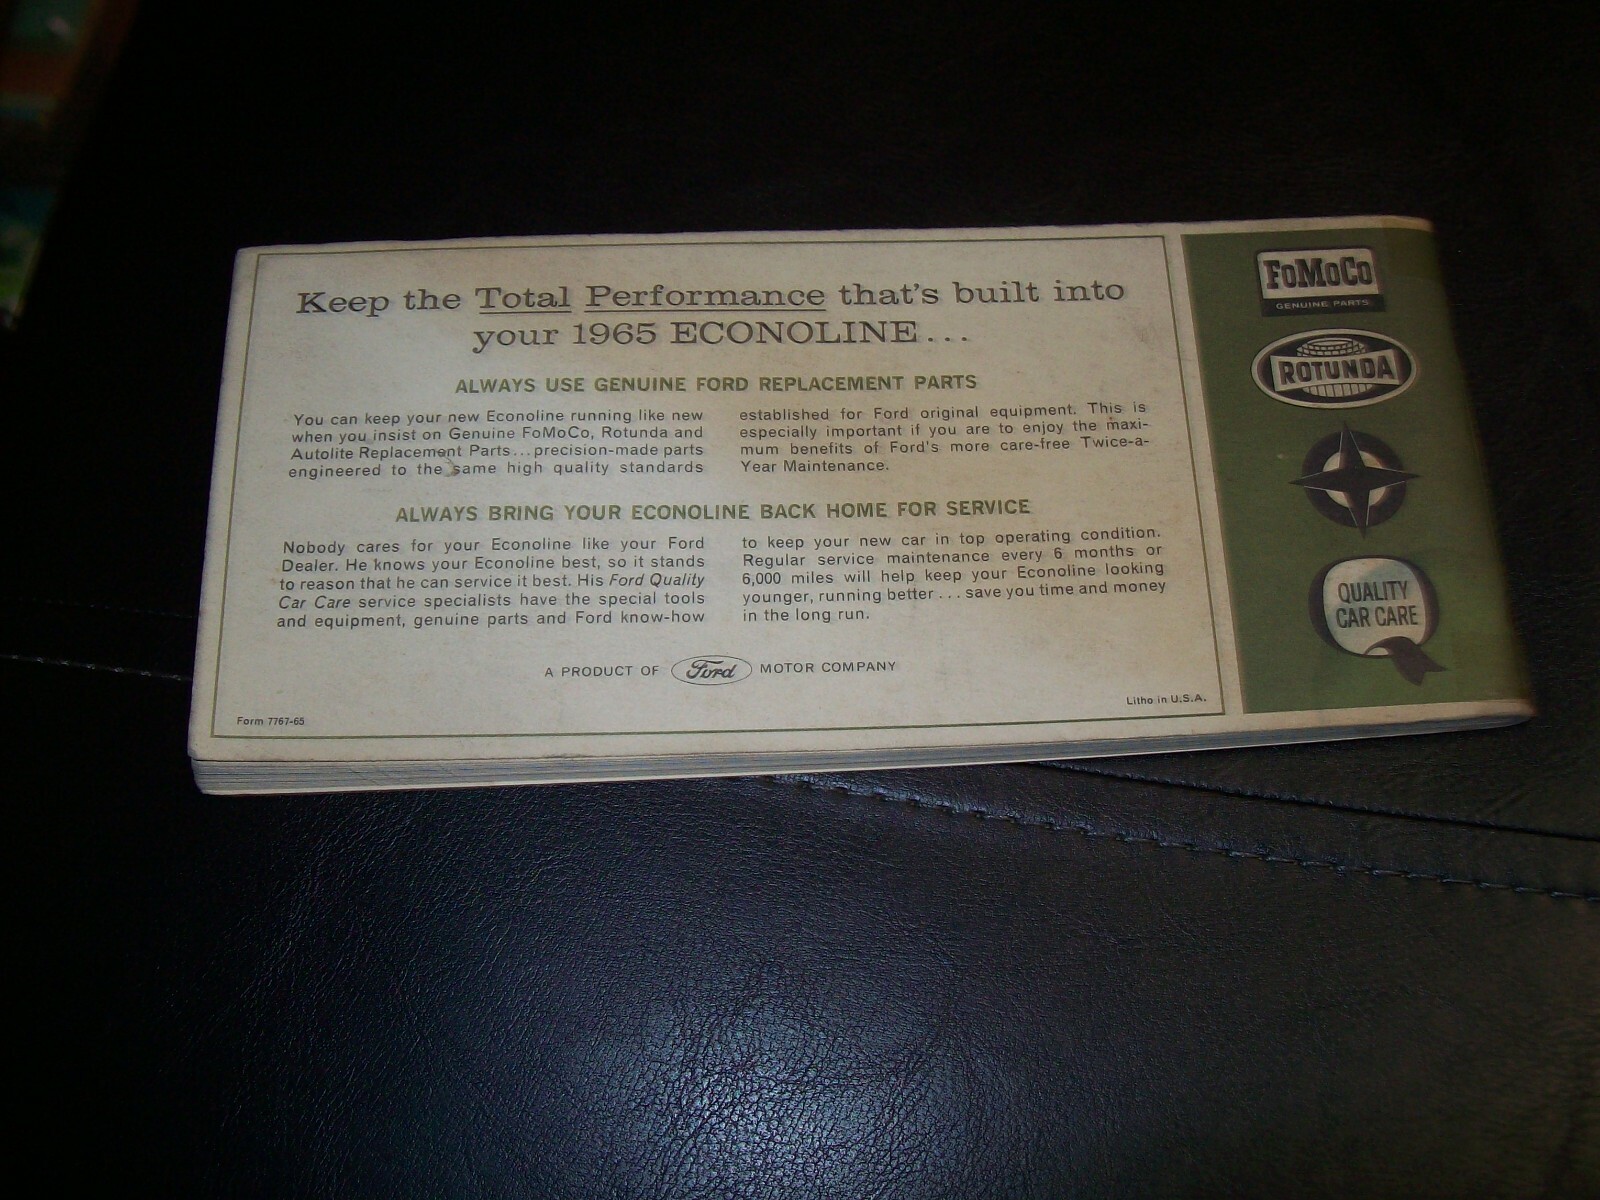 Keep the Total Performance that's built into
your 1965 ECONOLINE...
ALWAYS USE GENUINE FORD REPLACEMENT PARTS
You can keep your new Econoline running like new
when you insist on Genuine FoMoCo, Rotunda and
Autolite Replacement Parts...precision-made parts
engineered to the same high quality standards
established for Ford original equipment. This is
especially important if you are to enjoy the maxi-
mum benefits of Ford's more care-free Twice-a-
Year Maintenance.
ALWAYS BRING YOUR ECONOLINE BACK HOME FOR SERVICE
Nobody cares for your Econoline like your Ford
Dealer. He knows your Econoline best, so it stands
to reason that he can service it best. His Ford Quality
Car Care service specialists have the special tools
and equipment, genuine parts and Ford know-how
to keep your new car in top operating condition.
Regular service maintenance every 6 months or
6,000 miles will help keep your Econoline looking
younger, running better...save you time and money
in the long run.
A PRODUCT OF Ford MOTOR COMPANY
Form 7767-65
Litho in U.S.A.
FoMoCo
GENUINE PARTS
ROTUNDA
QUALITY
CAR CARE